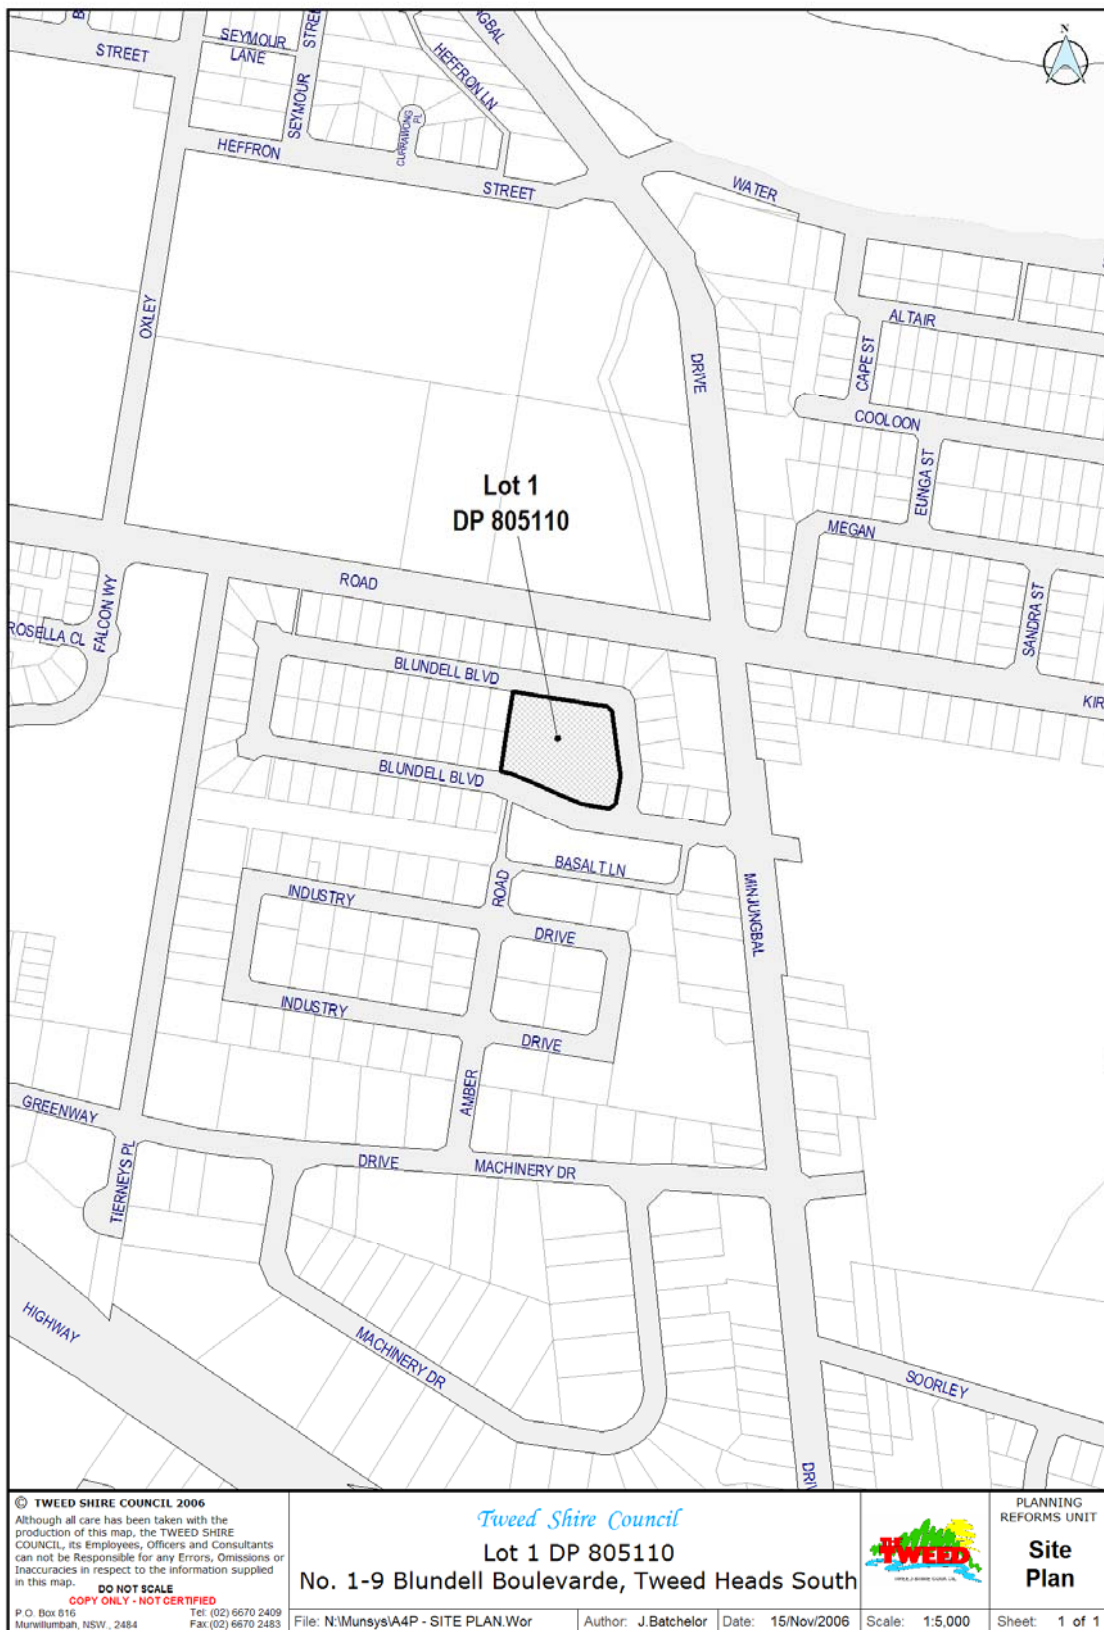 STREET
SEYMOUR
LANE
SEYMOUR
STREET
HEFFRON LN
CURRAWONG
PL
HEFFRON
STREET
WATER
OXLEY
ALTAIR
DRIVE
CAPE ST
COOLOON
EUNGA ST
Lot 1
DP 805110
MEGAN
ROAD
SANDRA ST
FALCON WY
ROSELLA CL
BLUNDELL BLVD
KIR
BLUNDELL BLVD
BASALT LN
ROAD
INDUSTRY
MINJUNGBAL
DRIVE
INDUSTRY
DRIVE
AMBER
GREENWAY
TIERNEYS PL
DRIVE
MACHINERY DR
HIGHWAY
MACHINERY DR
SOORLEY
DRIV
N
© TWEED SHIRE COUNCIL 2006
Although all care has been taken with the
production of this map, the TWEED SHIRE
COUNCIL, its Employees, Officers and Consultants
can not be Responsible for any Errors, Omissions or
Inaccuracies in respect to the information supplied
in this map.
DO NOT SCALE
COPY ONLY - NOT CERTIFIED
P.O. Box 816
Murwillumbah, NSW., 2484
Tel: (02) 6670 2409
Fax:(02) 6670 2483
Tweed Shire Council
Lot 1 DP 805110
No. 1-9 Blundell Boulevarde, Tweed Heads South
File: N:\Munsys\A4P - SITE PLAN.Wor
Author: J.Batchelor
Date: 15/Nov/2006
THE
TWEED
TWEED SHIRE COUNCIL
Scale: 1:5,000
PLANNING
REFORMS UNIT
Site
Plan
Sheet: 1 of 1